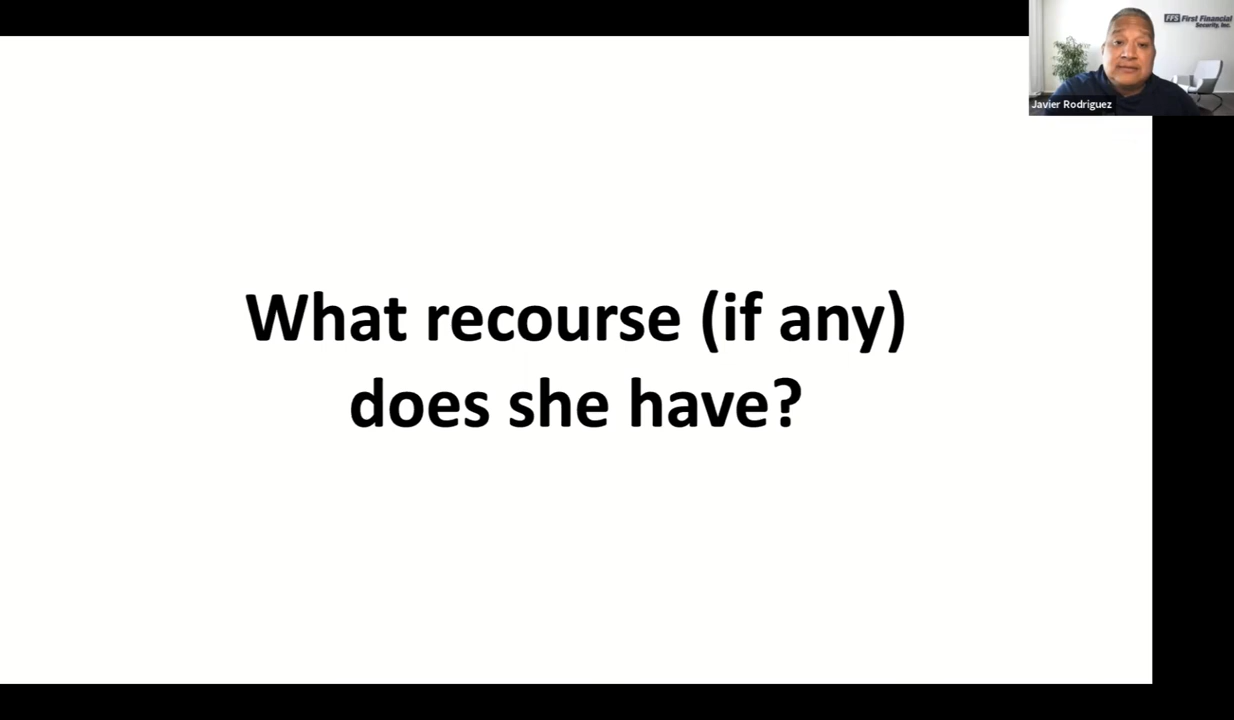 FFS First Financial
Security, Inc.
Javier Rodriguez
What recourse (if any)
does she have?